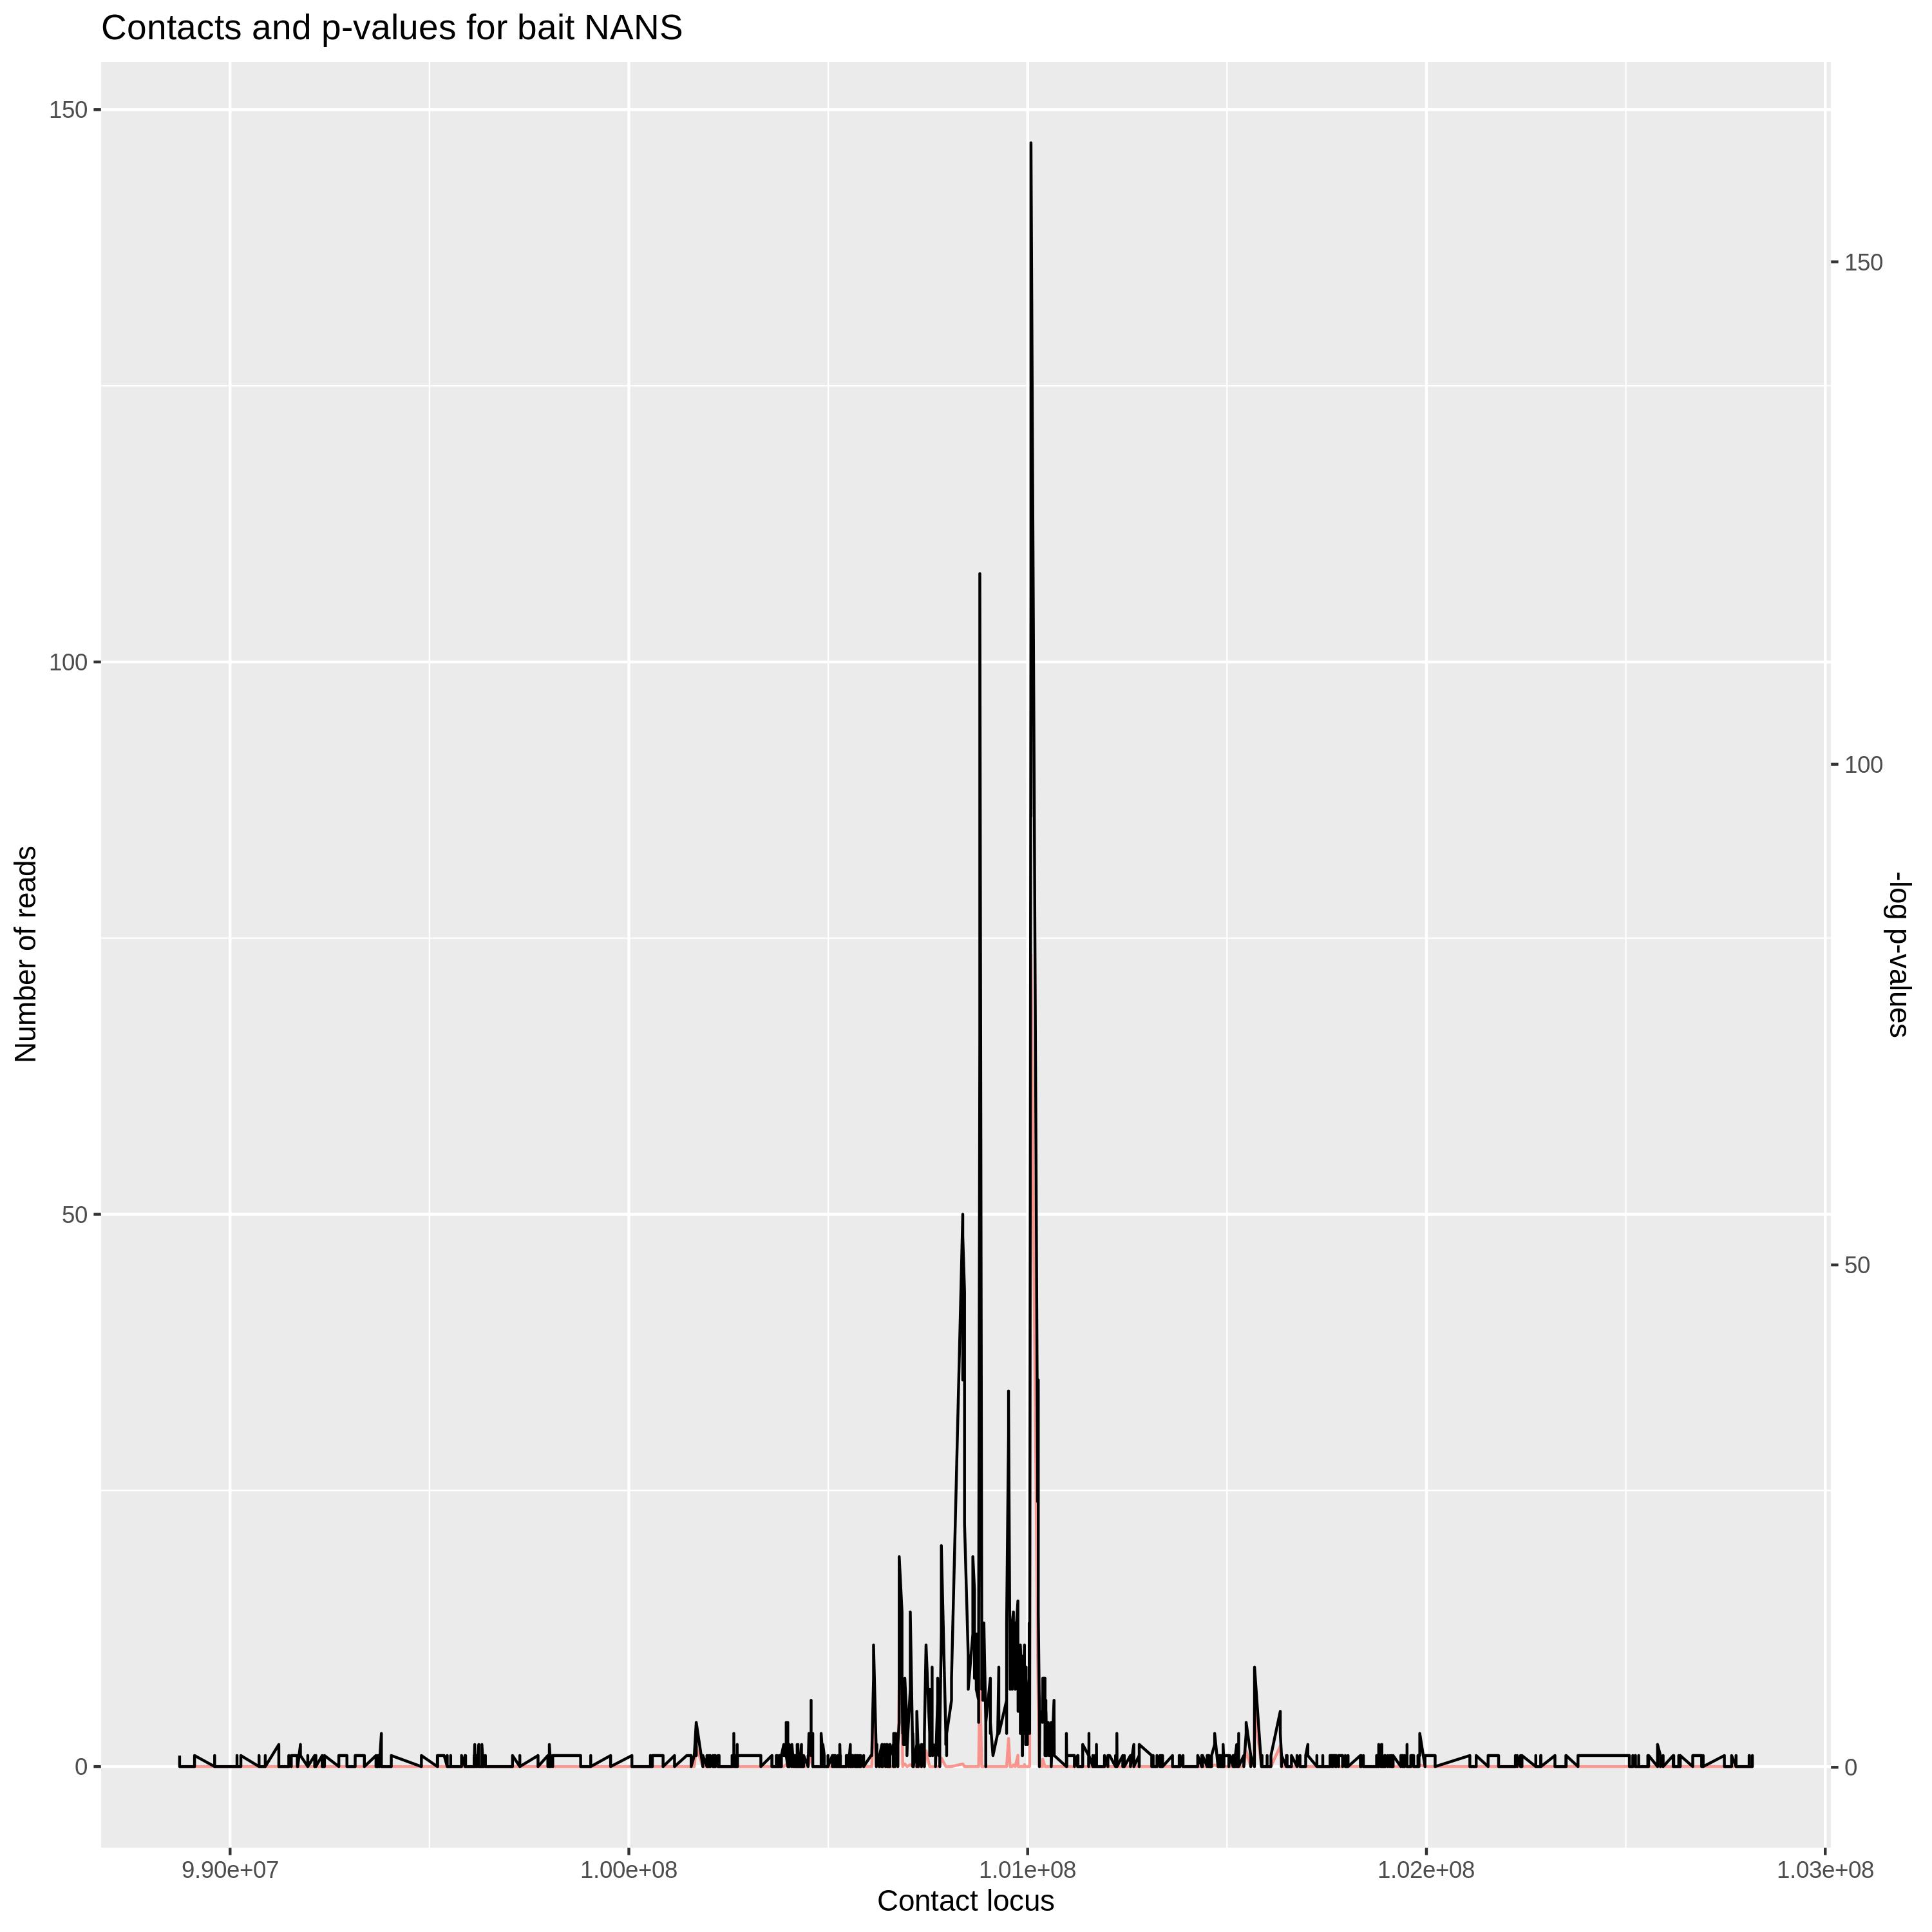 Contacts and p-values for bait NANS
150
100
50
0
Number of reads
150
100
50
0
-log p-values
9.90e+07
1.00e+08
1.01e+08
1.02e+08
1.03e+08
Contact locus